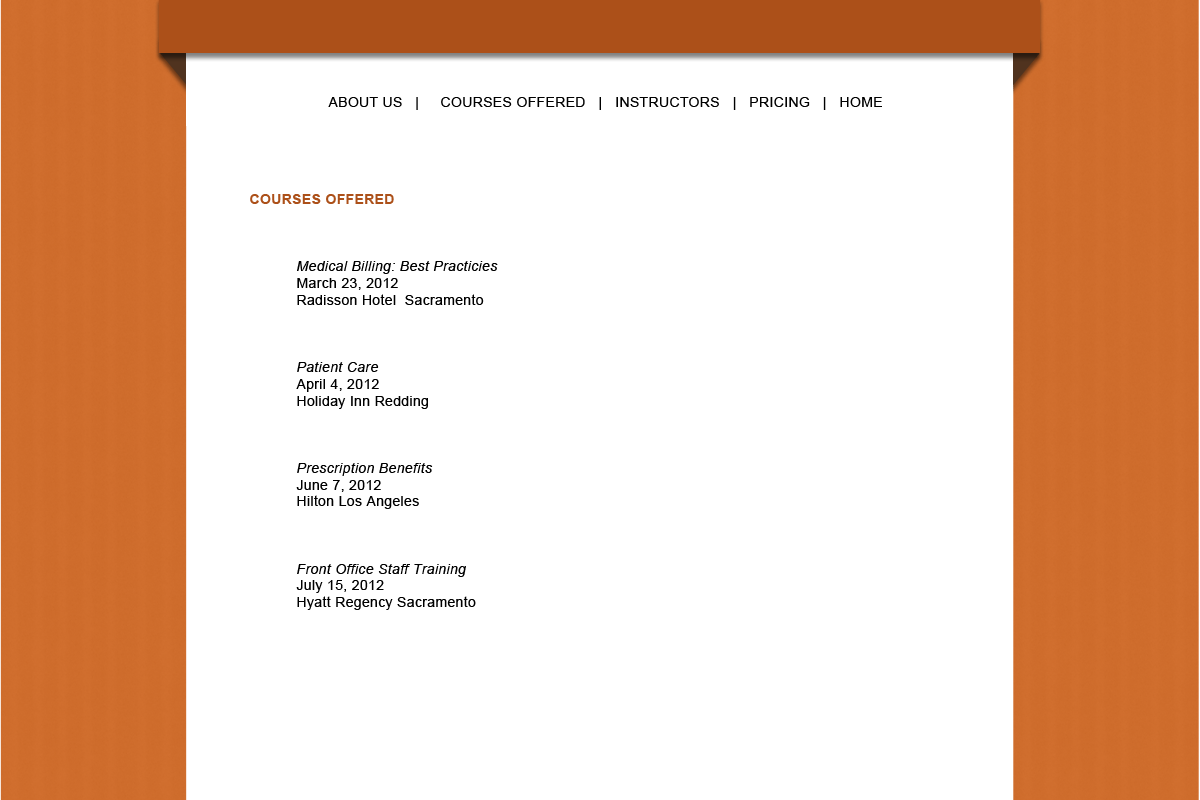 ABOUT US | COURSES OFFERED | INSTRUCTORS | PRICING | HOME
COURSES OFFERED
Medical Billing: Best Practicies
March 23, 2012
Radisson Hotel  Sacramento
Patient Care
April 4, 2012
Holiday Inn Redding
Prescription Benefits
June 7, 2012
Hilton Los Angeles
Front Office Staff Training
July 15, 2012
Hyatt Regency Sacramento